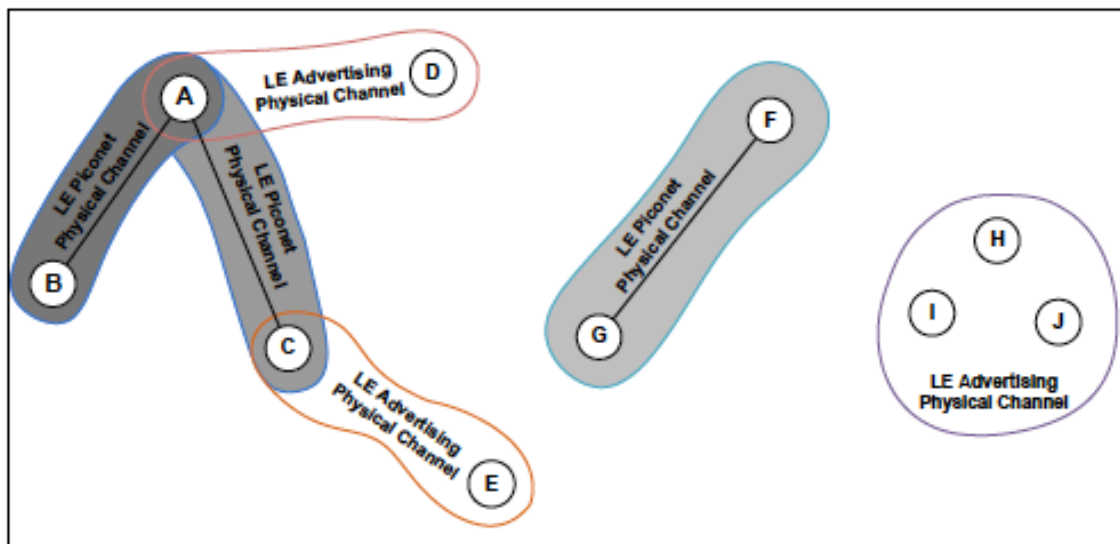 A
LE Advertising
Physical Channel
D
LE Piconet
Physical Channel
B
LE Piconet
Physical Channel
C
LE Advertising
Physical Channel
E
F
LE Piconet
Physical Channel
G
H
I
J
LE Advertising
Physical Channel